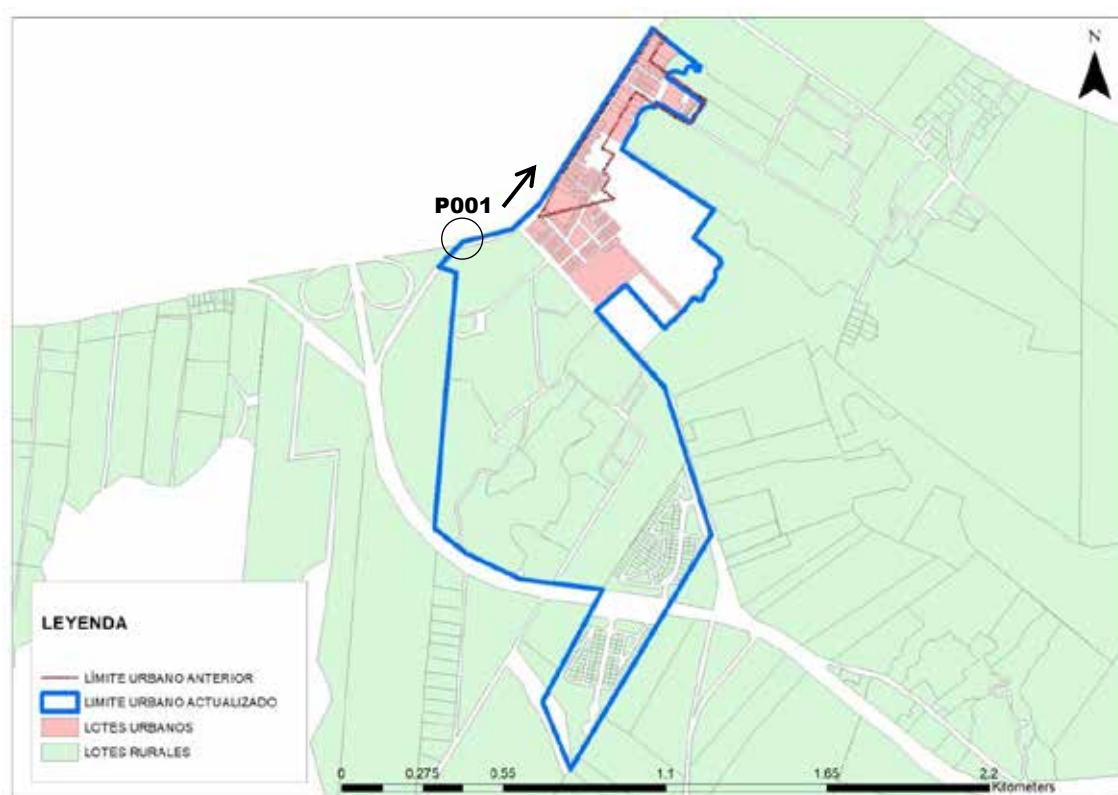 N
P001
LEYENDA
LÍMITE URBANO ANTERIOR
LIMITE URBANO ACTUALIZADO
LOTES URBANOS
LOTES RURALES
0 0.275 0.55 1.1 1.65 2.2
Kilometers